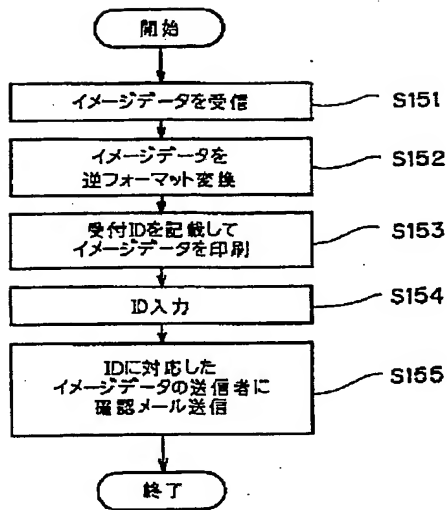 開始
イメージデータを受信
S151
イメージデータを
逆フォーマット変換
S152
受付IDを記載して
イメージデータを印刷
S153
ID入力
S154
IDに対応した
イメージデータの送信者に
確認メール送信
S155
終了